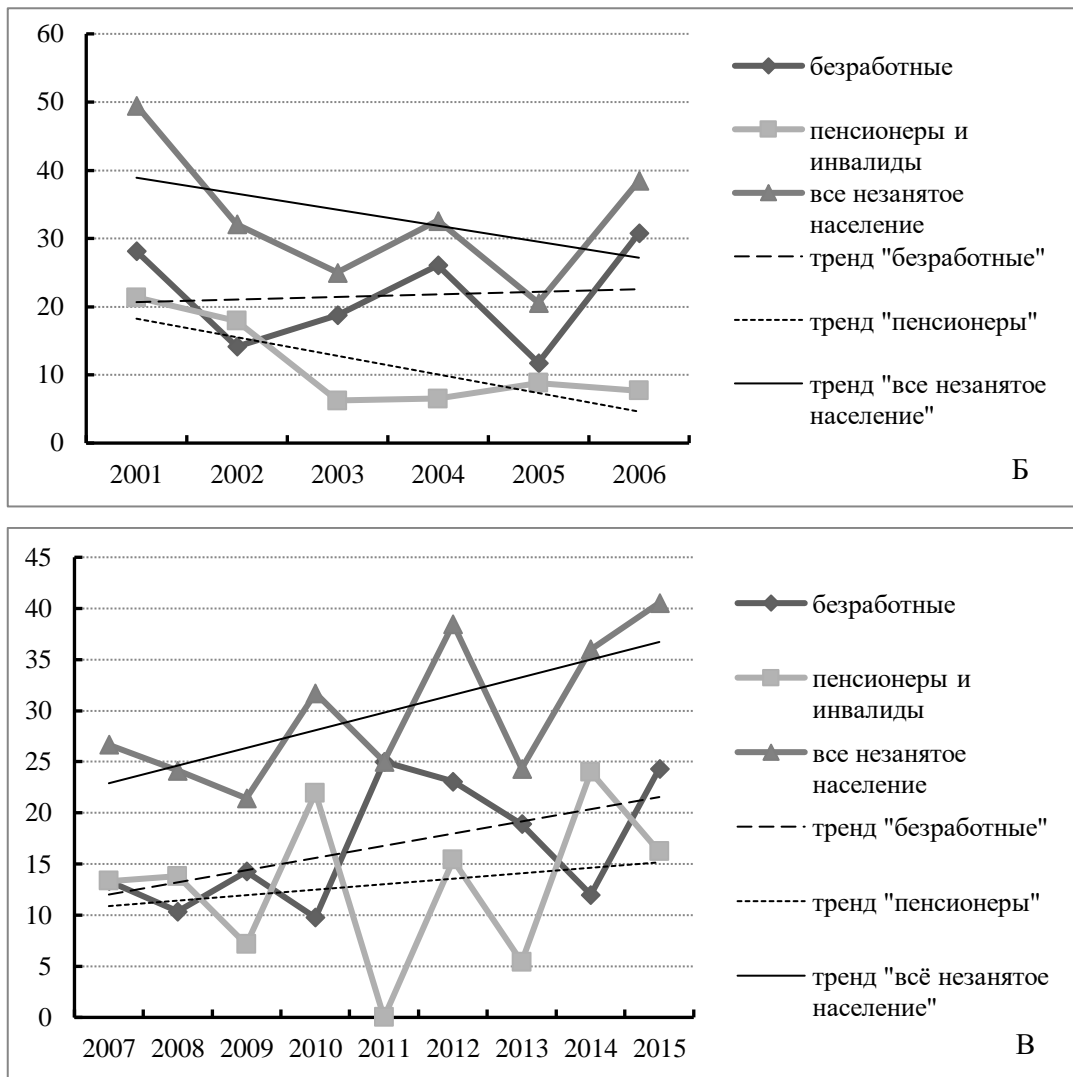 60
50
40
30
20
10
0
2001 2002 2003 2004 2005 2006
безработные
пенсионеры и
инвалиды
все незанятое
население
тренд "безработные"
тренд "пенсионеры"
тренд "все незанятое
население"
Б
45
40
35
30
25
20
15
10
5
0
2007 2008 2009 2010 2011 2012 2013 2014 2015
безработные
пенсионеры и
инвалиды
все незанятое
население
тренд "безработные"
тренд "пенсионеры"
тренд "всё незанятое
население"
В